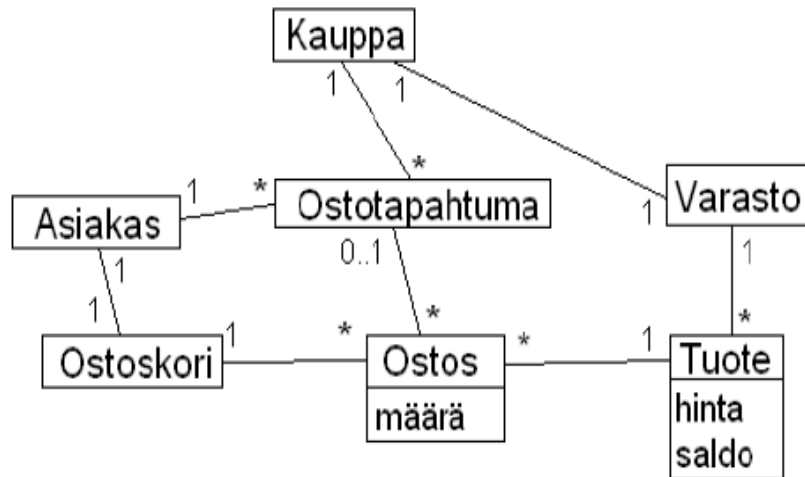 Kauppa
1
1
*
1
*
Ostotapahtuma
Varasto
Asiakas
1
0..1
1
1
1
1
*
*
Ostoskori
*
Ostos
*
1
Tuote
määrä
hinta
saldo